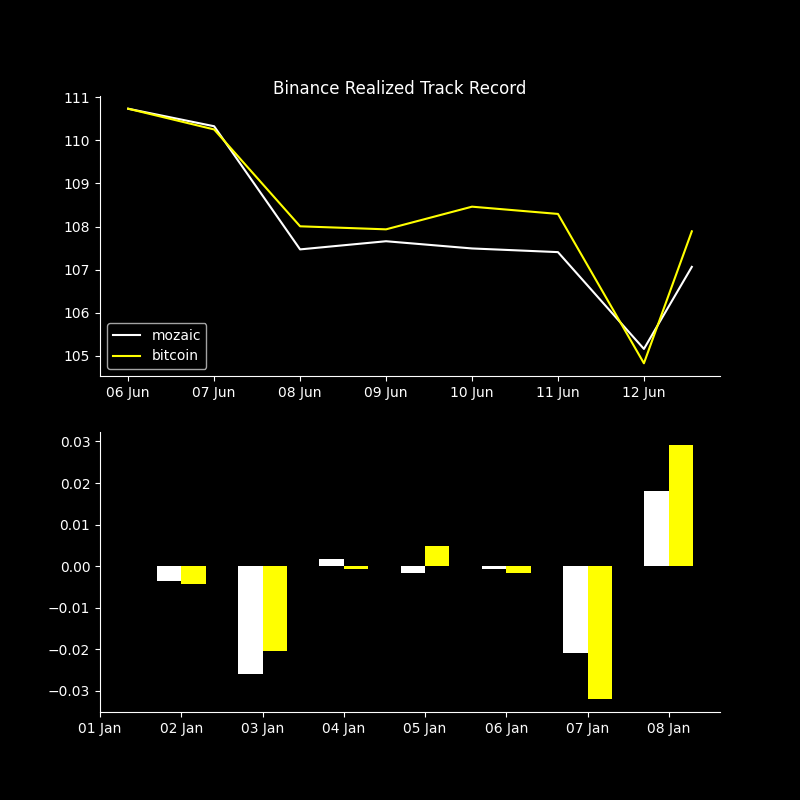 Binance Realized Track Record
111
110
109
108
107
106
105
mozaic
bitcoin
06 Jun 07 Jun 08 Jun 09 Jun 10 Jun 11 Jun 12 Jun
0.03
0.02
0.01
0.00
−0.01
−0.02
−0.03
01 Jan 02 Jan 03 Jan 04 Jan 05 Jan 06 Jan 07 Jan 08 Jan